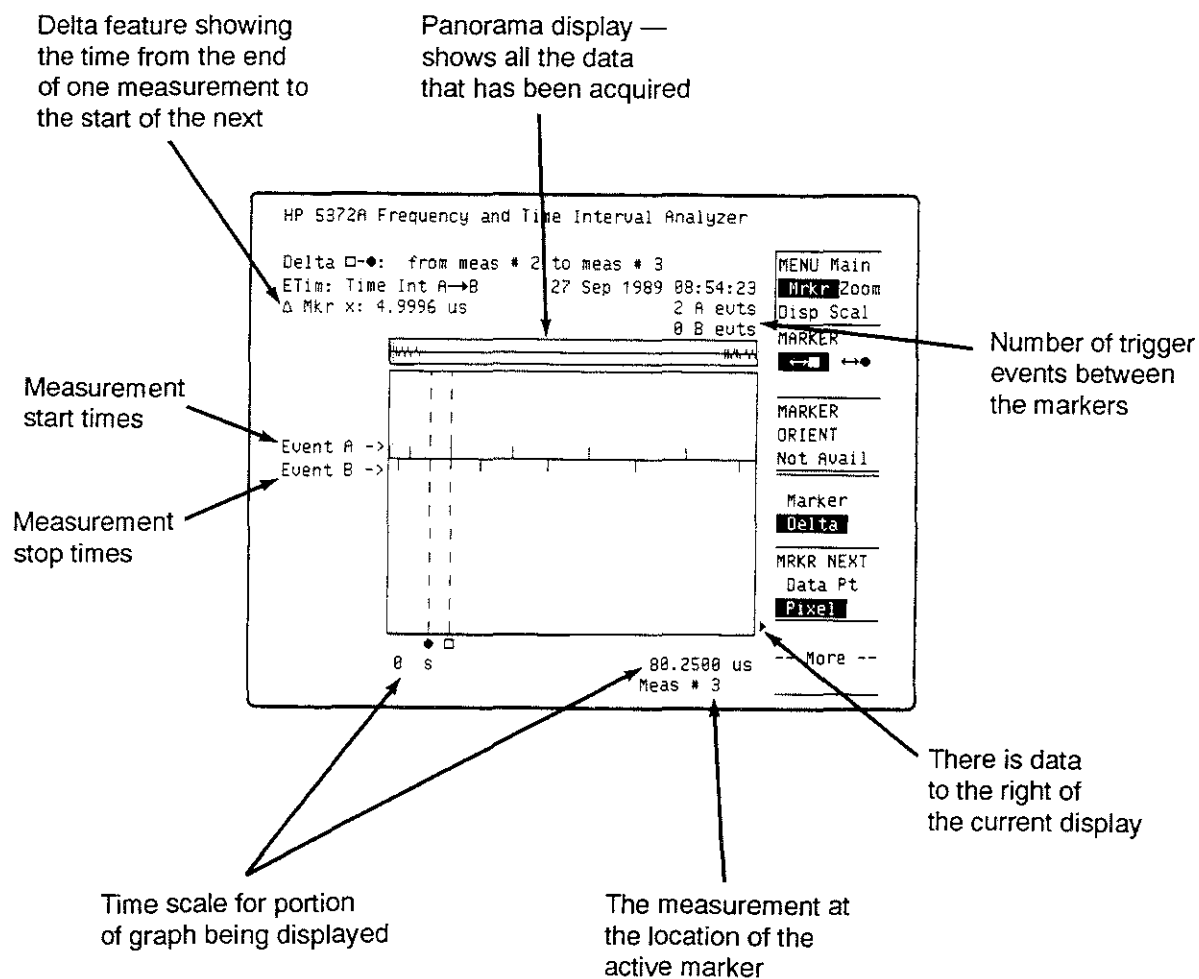 Delta feature showing
the time from the end
of one measurement to
the start of the next
Panorama display —
shows all the data
that has been acquired
HP 5372A Frequency and Time Interval Analyzer
Delta □-●: from meas # 2 to meas # 3
ETim: Time Int A→B 27 Sep 1989 08:54:23
Δ Mkr x: 4.9996 us 2 A evts
0 B evts
MENU Main
Mrkr Zoom
Disp Scal
MARKER
↔■ ↔●
MARKER
ORIENT
Not Avail
Marker
Delta
MRKR NEXT
Data Pt
Pixel
-- More --
Number of trigger
events between
the markers
Measurement
start times
Event A ->
Event B ->
Measurement
stop times
0 s 80.2500 us
Meas # 3
There is data
to the right of
the current display
Time scale for portion
of graph being displayed
The measurement at
the location of the
active marker